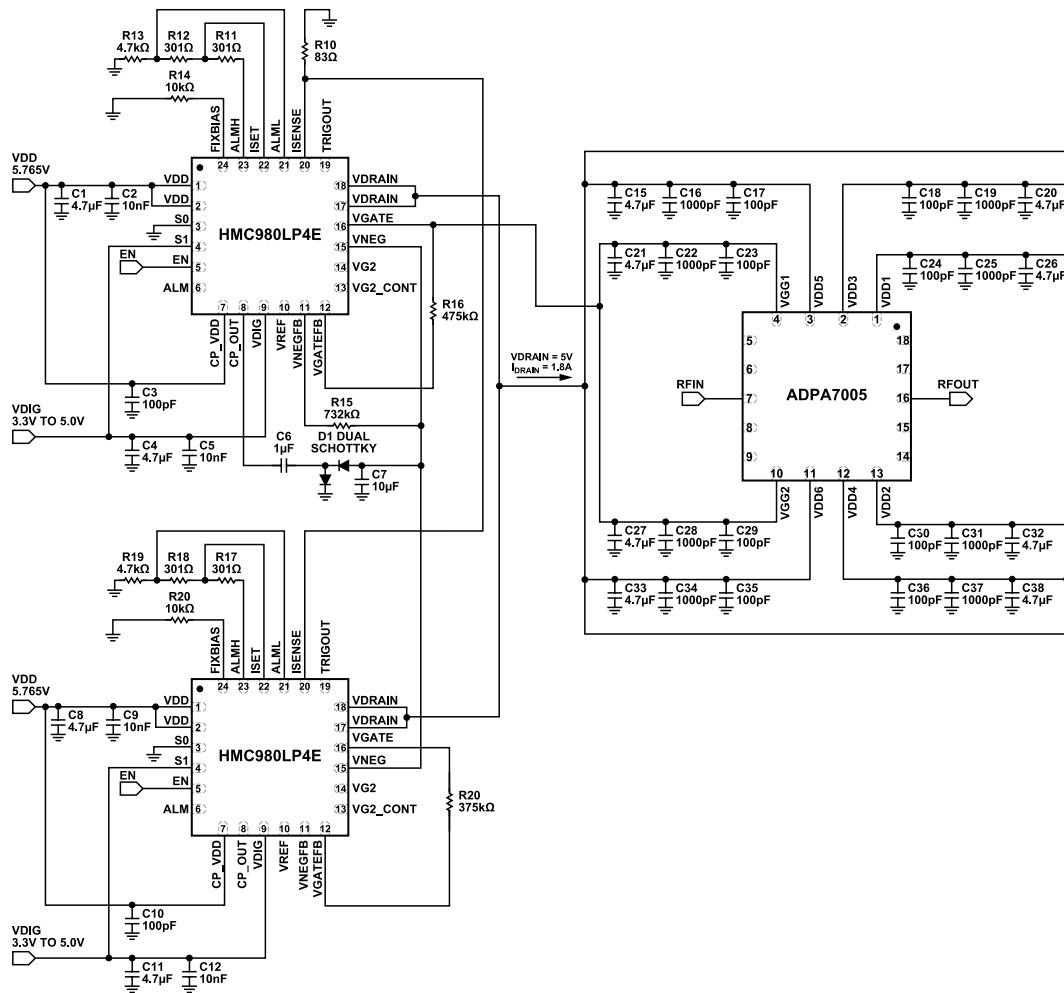 R13
4.7kΩ
R12
301Ω
R11
301Ω
R10
83Ω
R14
10kΩ
FIXBIAS
ALMH
ISET
ALML
ISENSE
TRIGOUT
24 23 22 21 20 19
VDD
5.765V
C1
4.7µF
C2
10nF
VDD
VDD
S0
S1
EN
EN
ALM
1
2
3
4
5
6
HMC980LP4E
18
17
16
15
14
13
VDRAIN
VDRAIN
VGATE
VNEG
VG2
VG2_CONT
7 8 9 10 11 12
CP_VDD
CP_OUT
VDIG
VREF
VNEGFB
VGATEFB
R16
475kΩ
C3
100pF
VDIG
3.3V TO 5.0V
C4
4.7µF
C5
10nF
R15
732kΩ
D1 DUAL
SCHOTTKY
C6
1µF
C7
10µF
VDRAIN = 5V
IDRAIN = 1.8A
C15
4.7µF
C16
1000pF
C17
100pF
C18
100pF
C19
1000pF
C20
4.7µF
C21
4.7µF
C22
1000pF
C23
100pF
C24
100pF
C25
1000pF
C26
4.7µF
VGG1
VDD5
VDD3
VDD1
4 3 2 1
5
6
7
8
9
RFIN
ADPA7005
18
17
16
15
14
RFOUT
10 11 12 13
VGG2
VDD6
VDD4
VDD2
C27
4.7µF
C28
1000pF
C29
100pF
C30
100pF
C31
1000pF
C32
4.7µF
C33
4.7µF
C34
1000pF
C35
100pF
C36
100pF
C37
1000pF
C38
4.7µF
R19
4.7kΩ
R18
301Ω
R17
301Ω
R20
10kΩ
FIXBIAS
ALMH
ISET
ALML
ISENSE
TRIGOUT
24 23 22 21 20 19
VDD
5.765V
C8
4.7µF
C9
10nF
VDD
VDD
S0
S1
EN
EN
ALM
1
2
3
4
5
6
HMC980LP4E
18
17
16
15
14
13
VDRAIN
VDRAIN
VGATE
VNEG
VG2
VG2_CONT
7 8 9 10 11 12
CP_VDD
CP_OUT
VDIG
VREF
VNEGFB
VGATEFB
R20
375kΩ
C10
100pF
VDIG
3.3V TO 5.0V
C11
4.7µF
C12
10nF